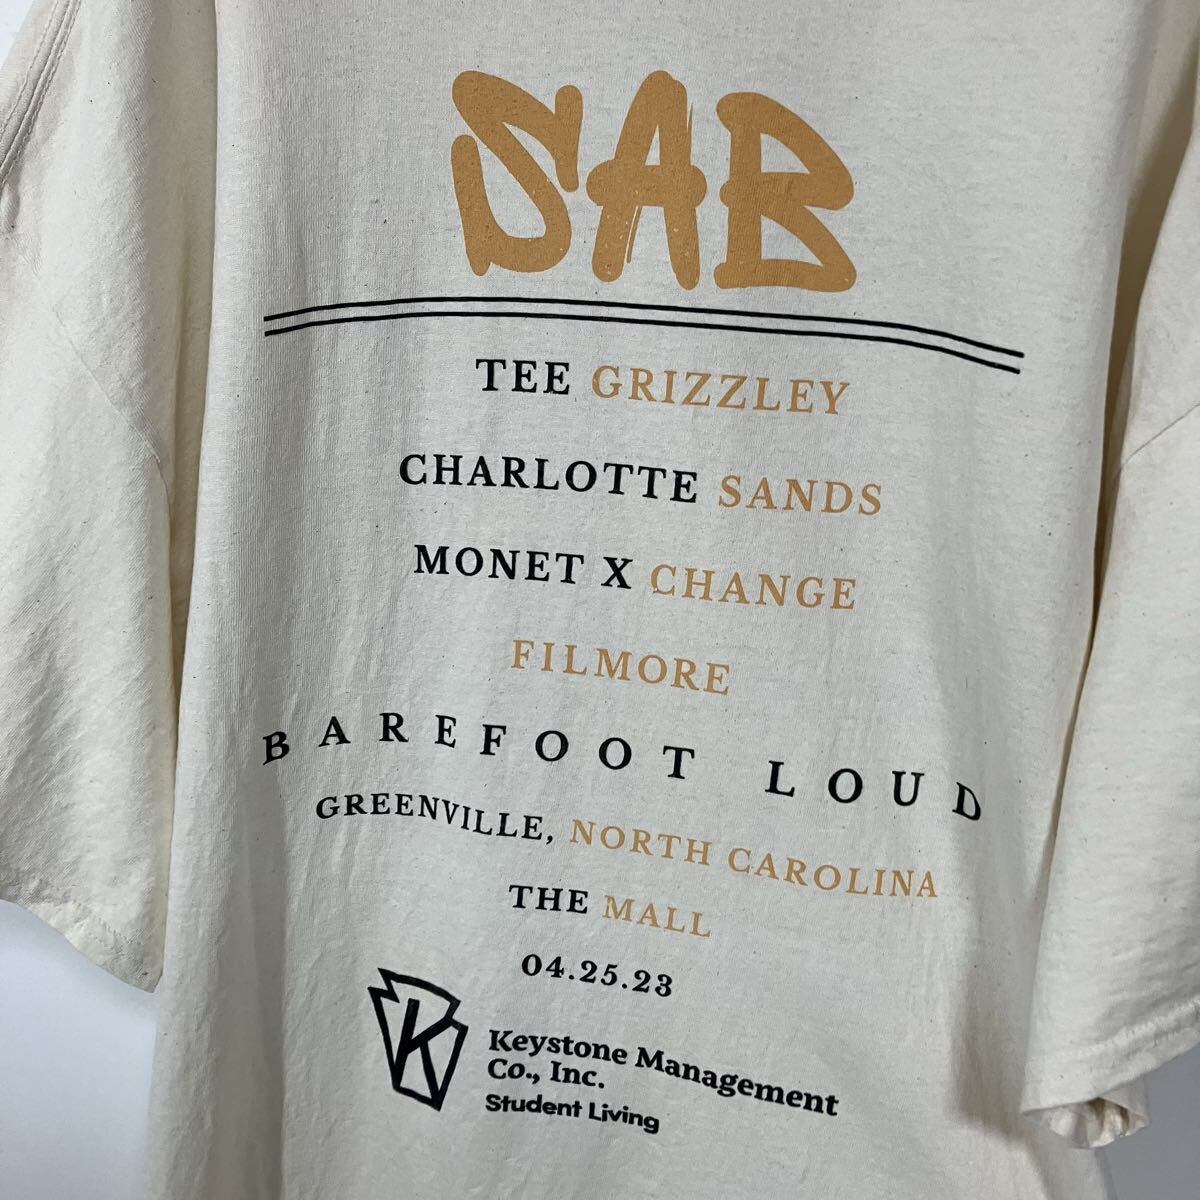 SAB
TEE GRIZZLEY
CHARLOTTE SANDS
MONET X CHANGE
FILMORE
BAREFOOT LOUD
GREENVILLE, NORTH CAROLINA
THE MALL
04.25.23
K
Keystone Management
Co., Inc.
Student Living